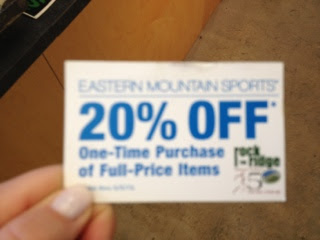 EASTERN MOUNTAIN SPORTS®
20% OFF*
One-Time Purchase
of Full-Price Items
rock
ridge